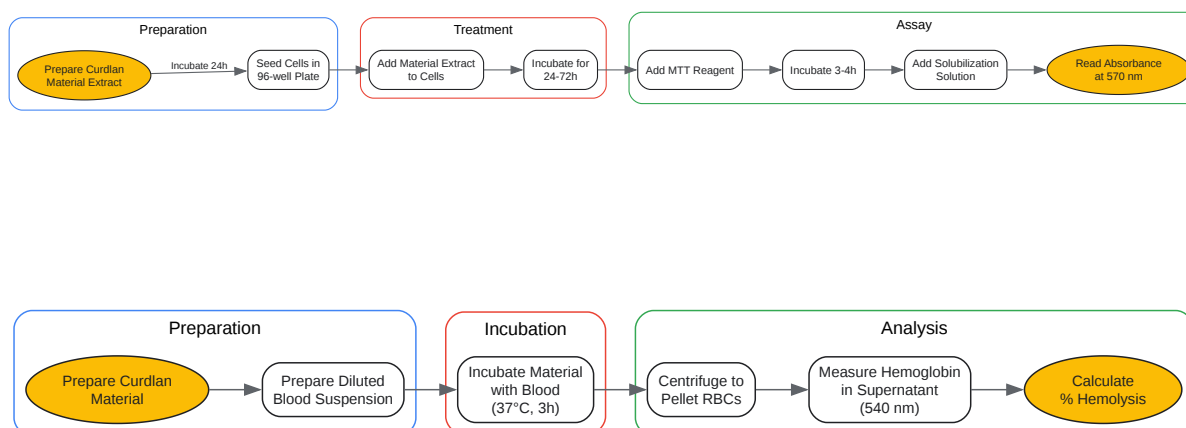 Preparation
Prepare Curdlan
Material Extract
Incubate 24h
Seed Cells in
96-well Plate
Treatment
Add Material Extract
to Cells
Incubate for
24-72h
Assay
Add MTT Reagent
Incubate 3-4h
Add Solubilization
Solution
Read Absorbance
at 570 nm
Preparation
Prepare Curdlan
Material
Prepare Diluted
Blood Suspension
Incubation
Incubate Material
with Blood
(37°C, 3h)
Analysis
Centrifuge to
Pellet RBCs
Measure Hemoglobin
in Supernatant
(540 nm)
Calculate
% Hemolysis